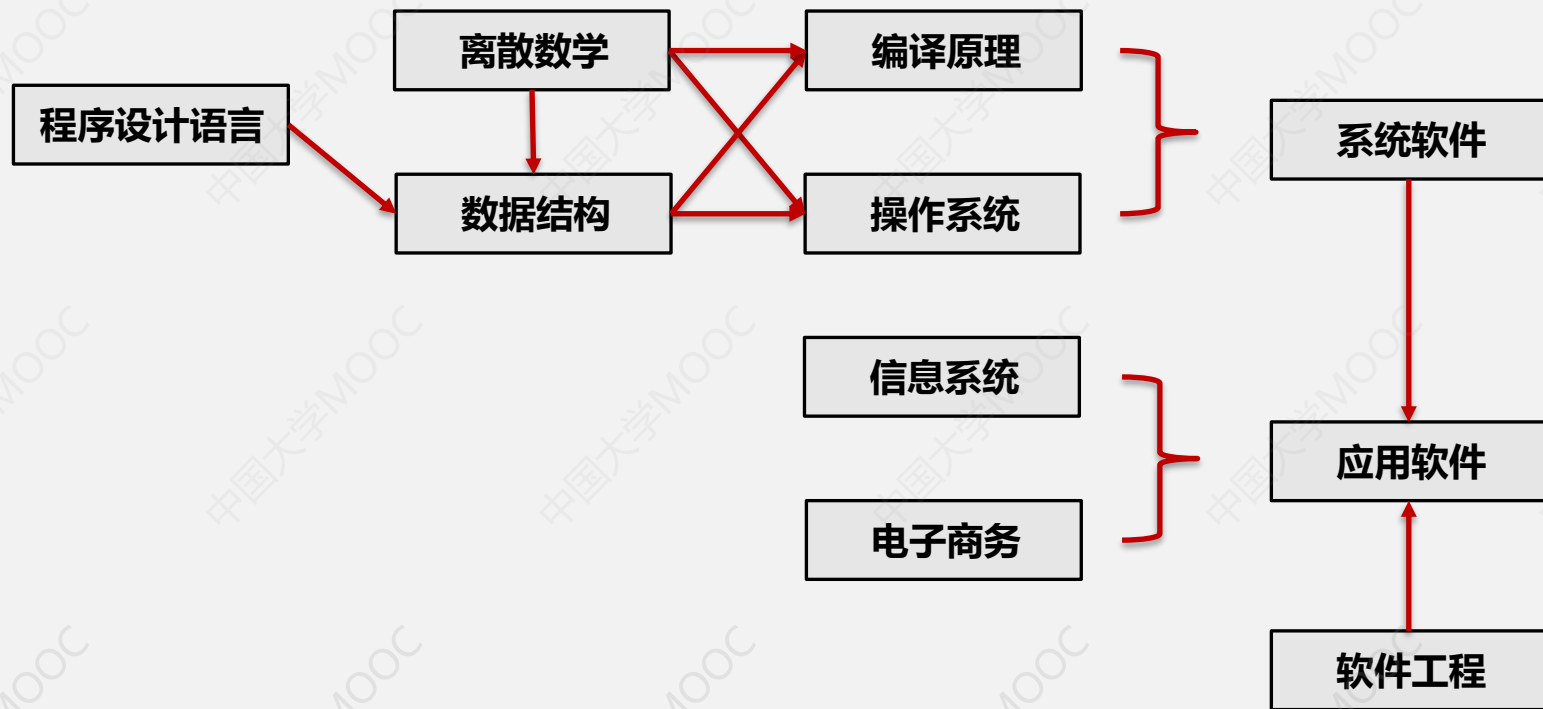 离散数学
编译原理
程序设计语言
系统软件
数据结构
操作系统
信息系统
应用软件
电子商务
软件工程
中国大学MOOC